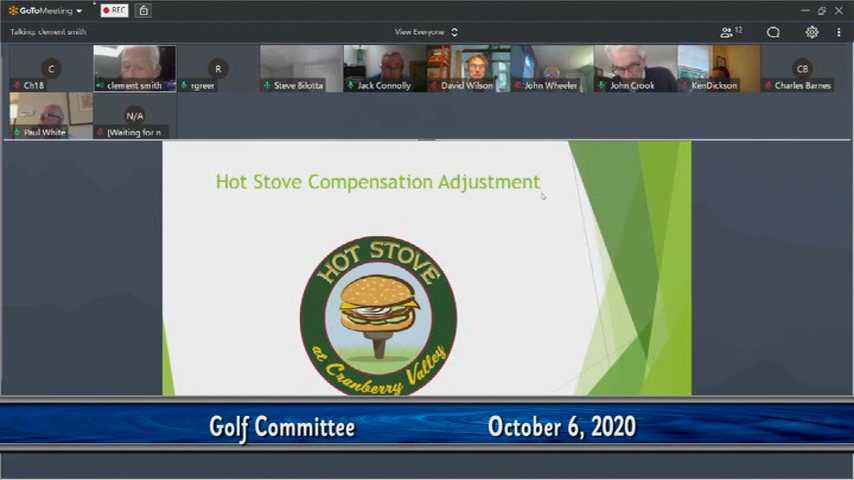 GoToMeeting
REC
Talking: clement smith
View Everyone
12
C
Ch18
clement smith
R
rgreer
Steve Bilotta
Jack Connolly
David Wilson
John Wheeler
John Crook
KenDickson
CB
Charles Barnes
Paul White
N/A
[Waiting for n...
Hot Stove Compensation Adjustment
HOT STOVE
at Cranberry Valley
Golf Committee
October 6, 2020